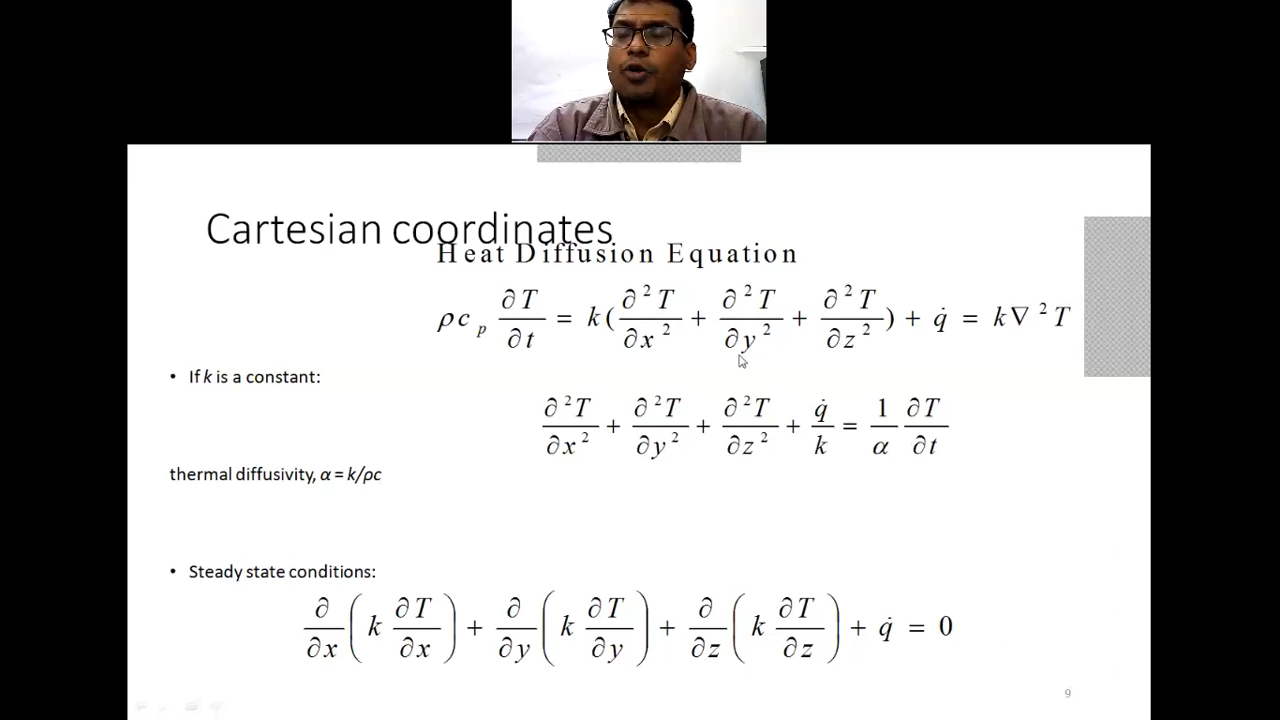 Cartesian coordinates
Heat Diffusion Equation
ρc_p ∂T/∂t = k(∂²T/∂x² + ∂²T/∂y² + ∂²T/∂z²) + q̇ = k∇²T
• If k is a constant:
∂²T/∂x² + ∂²T/∂y² + ∂²T/∂z² + q̇/k = 1/α ∂T/∂t
thermal diffusivity, α = k/ρc
• Steady state conditions:
∂/∂x (k ∂T/∂x) + ∂/∂y (k ∂T/∂y) + ∂/∂z (k ∂T/∂z) + q̇ = 0
9